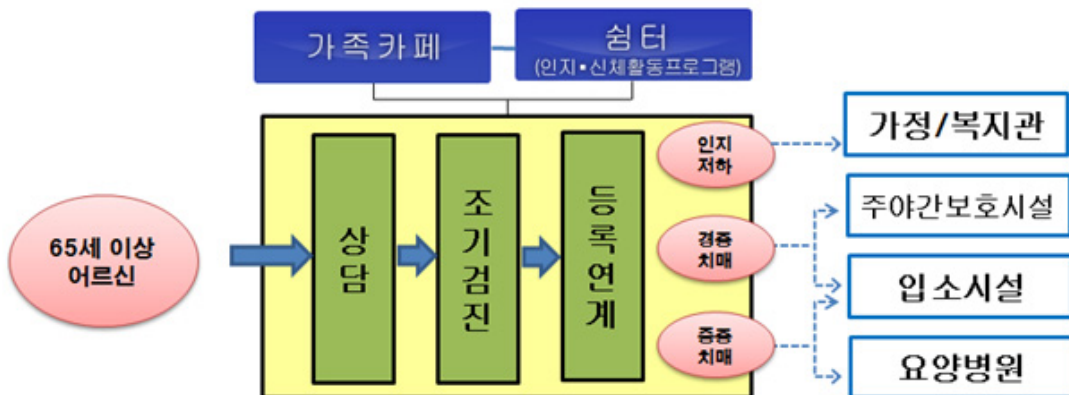 가족카페
쉼터
(인지▪신체활동프로그램)
65세 이상
어르신
상담
조기검진
등록연계
인지
저하
경증
치매
중증
치매
가정/복지관
주야간보호시설
입소시설
요양병원